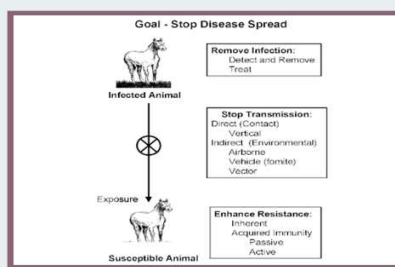 Goal - Stop Disease Spread
Remove Infection:
Detect and Remove
Treat
Infected Animal
Stop Transmission:
Direct (Contact)
Vertical
Indirect (Environmental)
Airborne
Vehicle (fomite)
Vector
Exposure
Enhance Resistance:
Inherent
Acquired Immunity
Passive
Active
Susceptible Animal